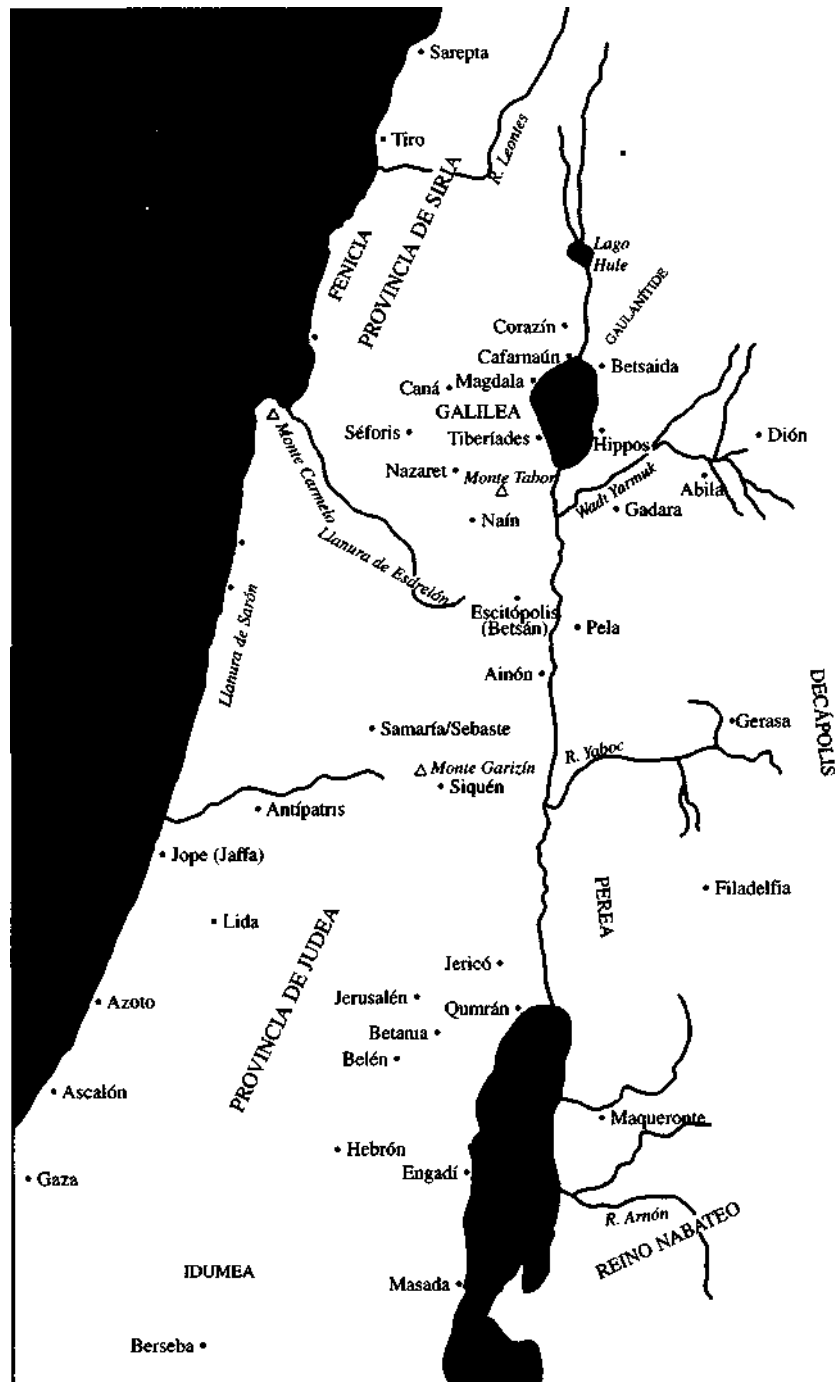 Sarepta
Tiro
R. Leontes
PROVINCIA DE SIRIA
FENICIA
Lago
Hule
GAULANÍTIDE
Corazín
Cafarnaún
Betsaida
Magdala
Caná
GALILEA
Séforis
Tiberíades
Hippos
Dión
Nazaret
Monte Tabor
Abila
Wadi Yarmuk
Gadara
Monte Carmelo
Naín
Llanura de Esdrelón
Escitópolis
(Betsán)
Pela
Llanura de Sarón
Ainón
DECÁPOLIS
Gerasa
Samaría/Sebaste
R. Yaboc
Monte Garizín
Siquén
Antípatris
Jope (Jaffa)
Filadelfia
PEREA
Lida
PROVINCIA DE JUDEA
Jericó
Jerusalén
Qumrán
Azoto
Betania
Belén
Ascalón
Maqueronte
Hebrón
Engadí
Gaza
R. Arnón
REINO NABATEO
IDUMEA
Masada
Berseba